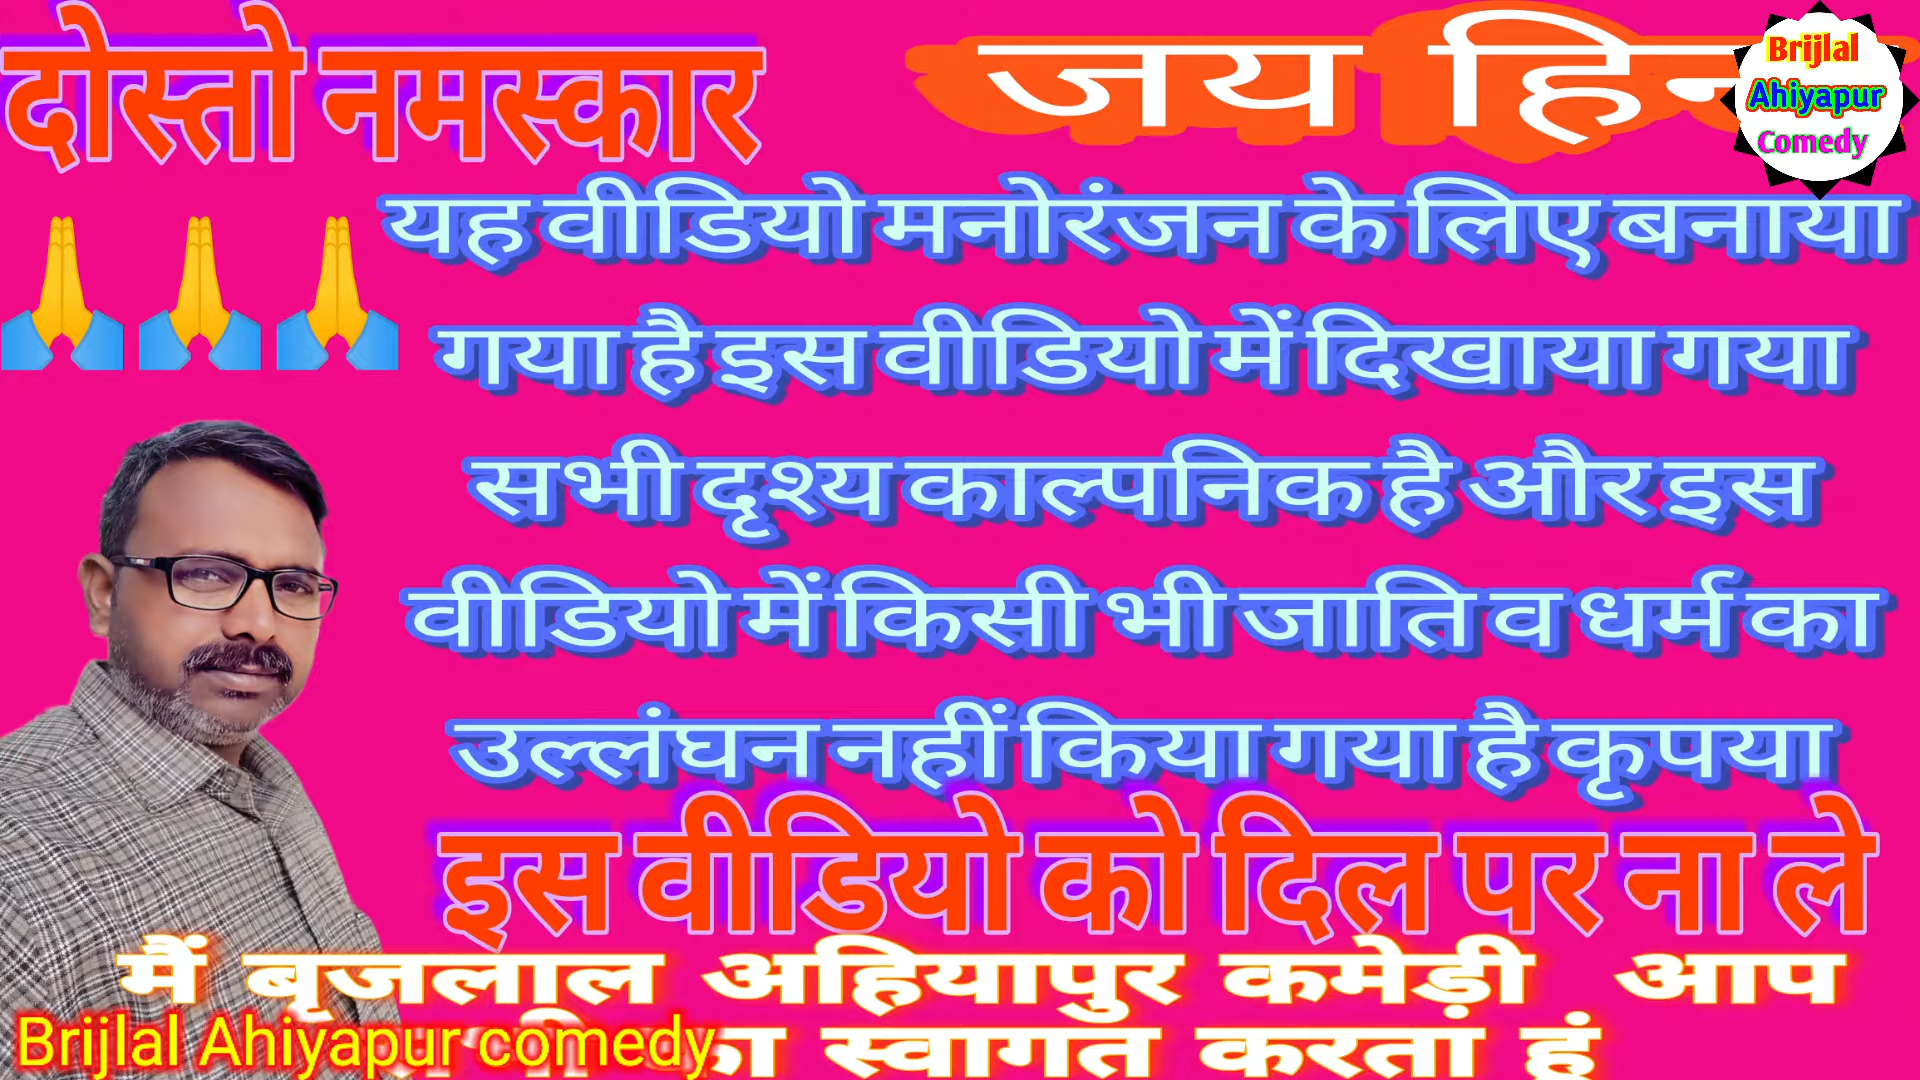 दोस्तो नमस्कार
जय
Brijlal
Ahiyapur
Comedy
यह वीडियो मनोरंजन के लिए बनाया
गया है इस वीडियो में दिखाया गया
सभी दृश्य काल्पनिक है और इस
वीडियो में किसी भी जाति व धर्म का
उल्लंघन नहीं किया गया है कृपया
इस वीडियो को दिल पर ना ले
मैं बृजलाल अहियापुर कमेड़ी आप
का स्वागत करता हूं
Brijlal Ahiyapur comedy